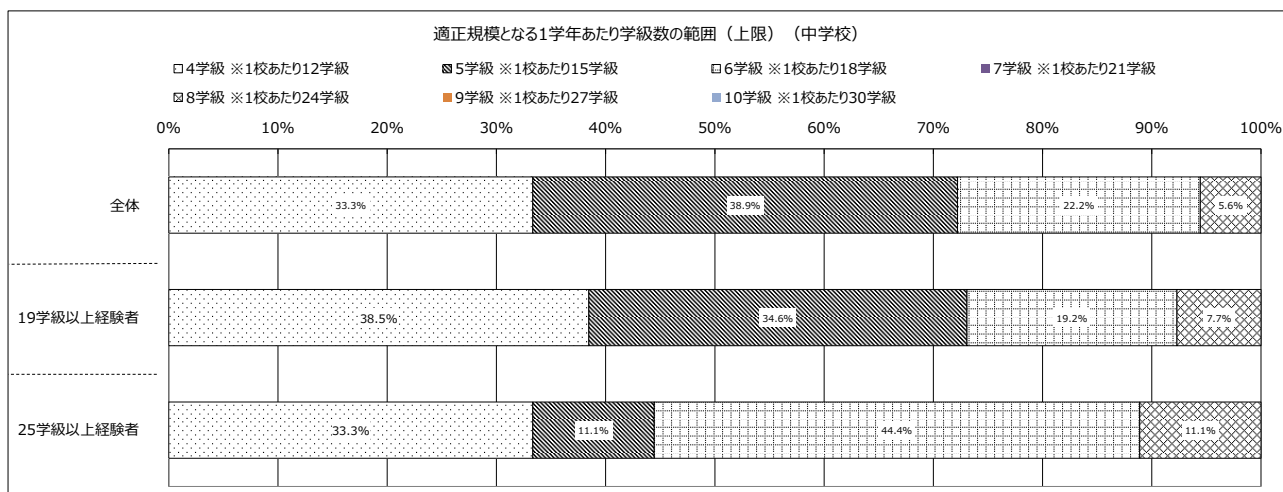 適正規模となる1学年あたり学級数の範囲（上限）（中学校）
4学級 ※1校あたり12学級 5学級 ※1校あたり15学級 6学級 ※1校あたり18学級 7学級 ※1校あたり21学級
8学級 ※1校あたり24学級 9学級 ※1校あたり27学級 10学級 ※1校あたり30学級
0% 10% 20% 30% 40% 50% 60% 70% 80% 90% 100%
全体 33.3% 38.9% 22.2% 5.6%
19学級以上経験者 38.5% 34.6% 19.2% 7.7%
25学級以上経験者 33.3% 11.1% 44.4% 11.1%